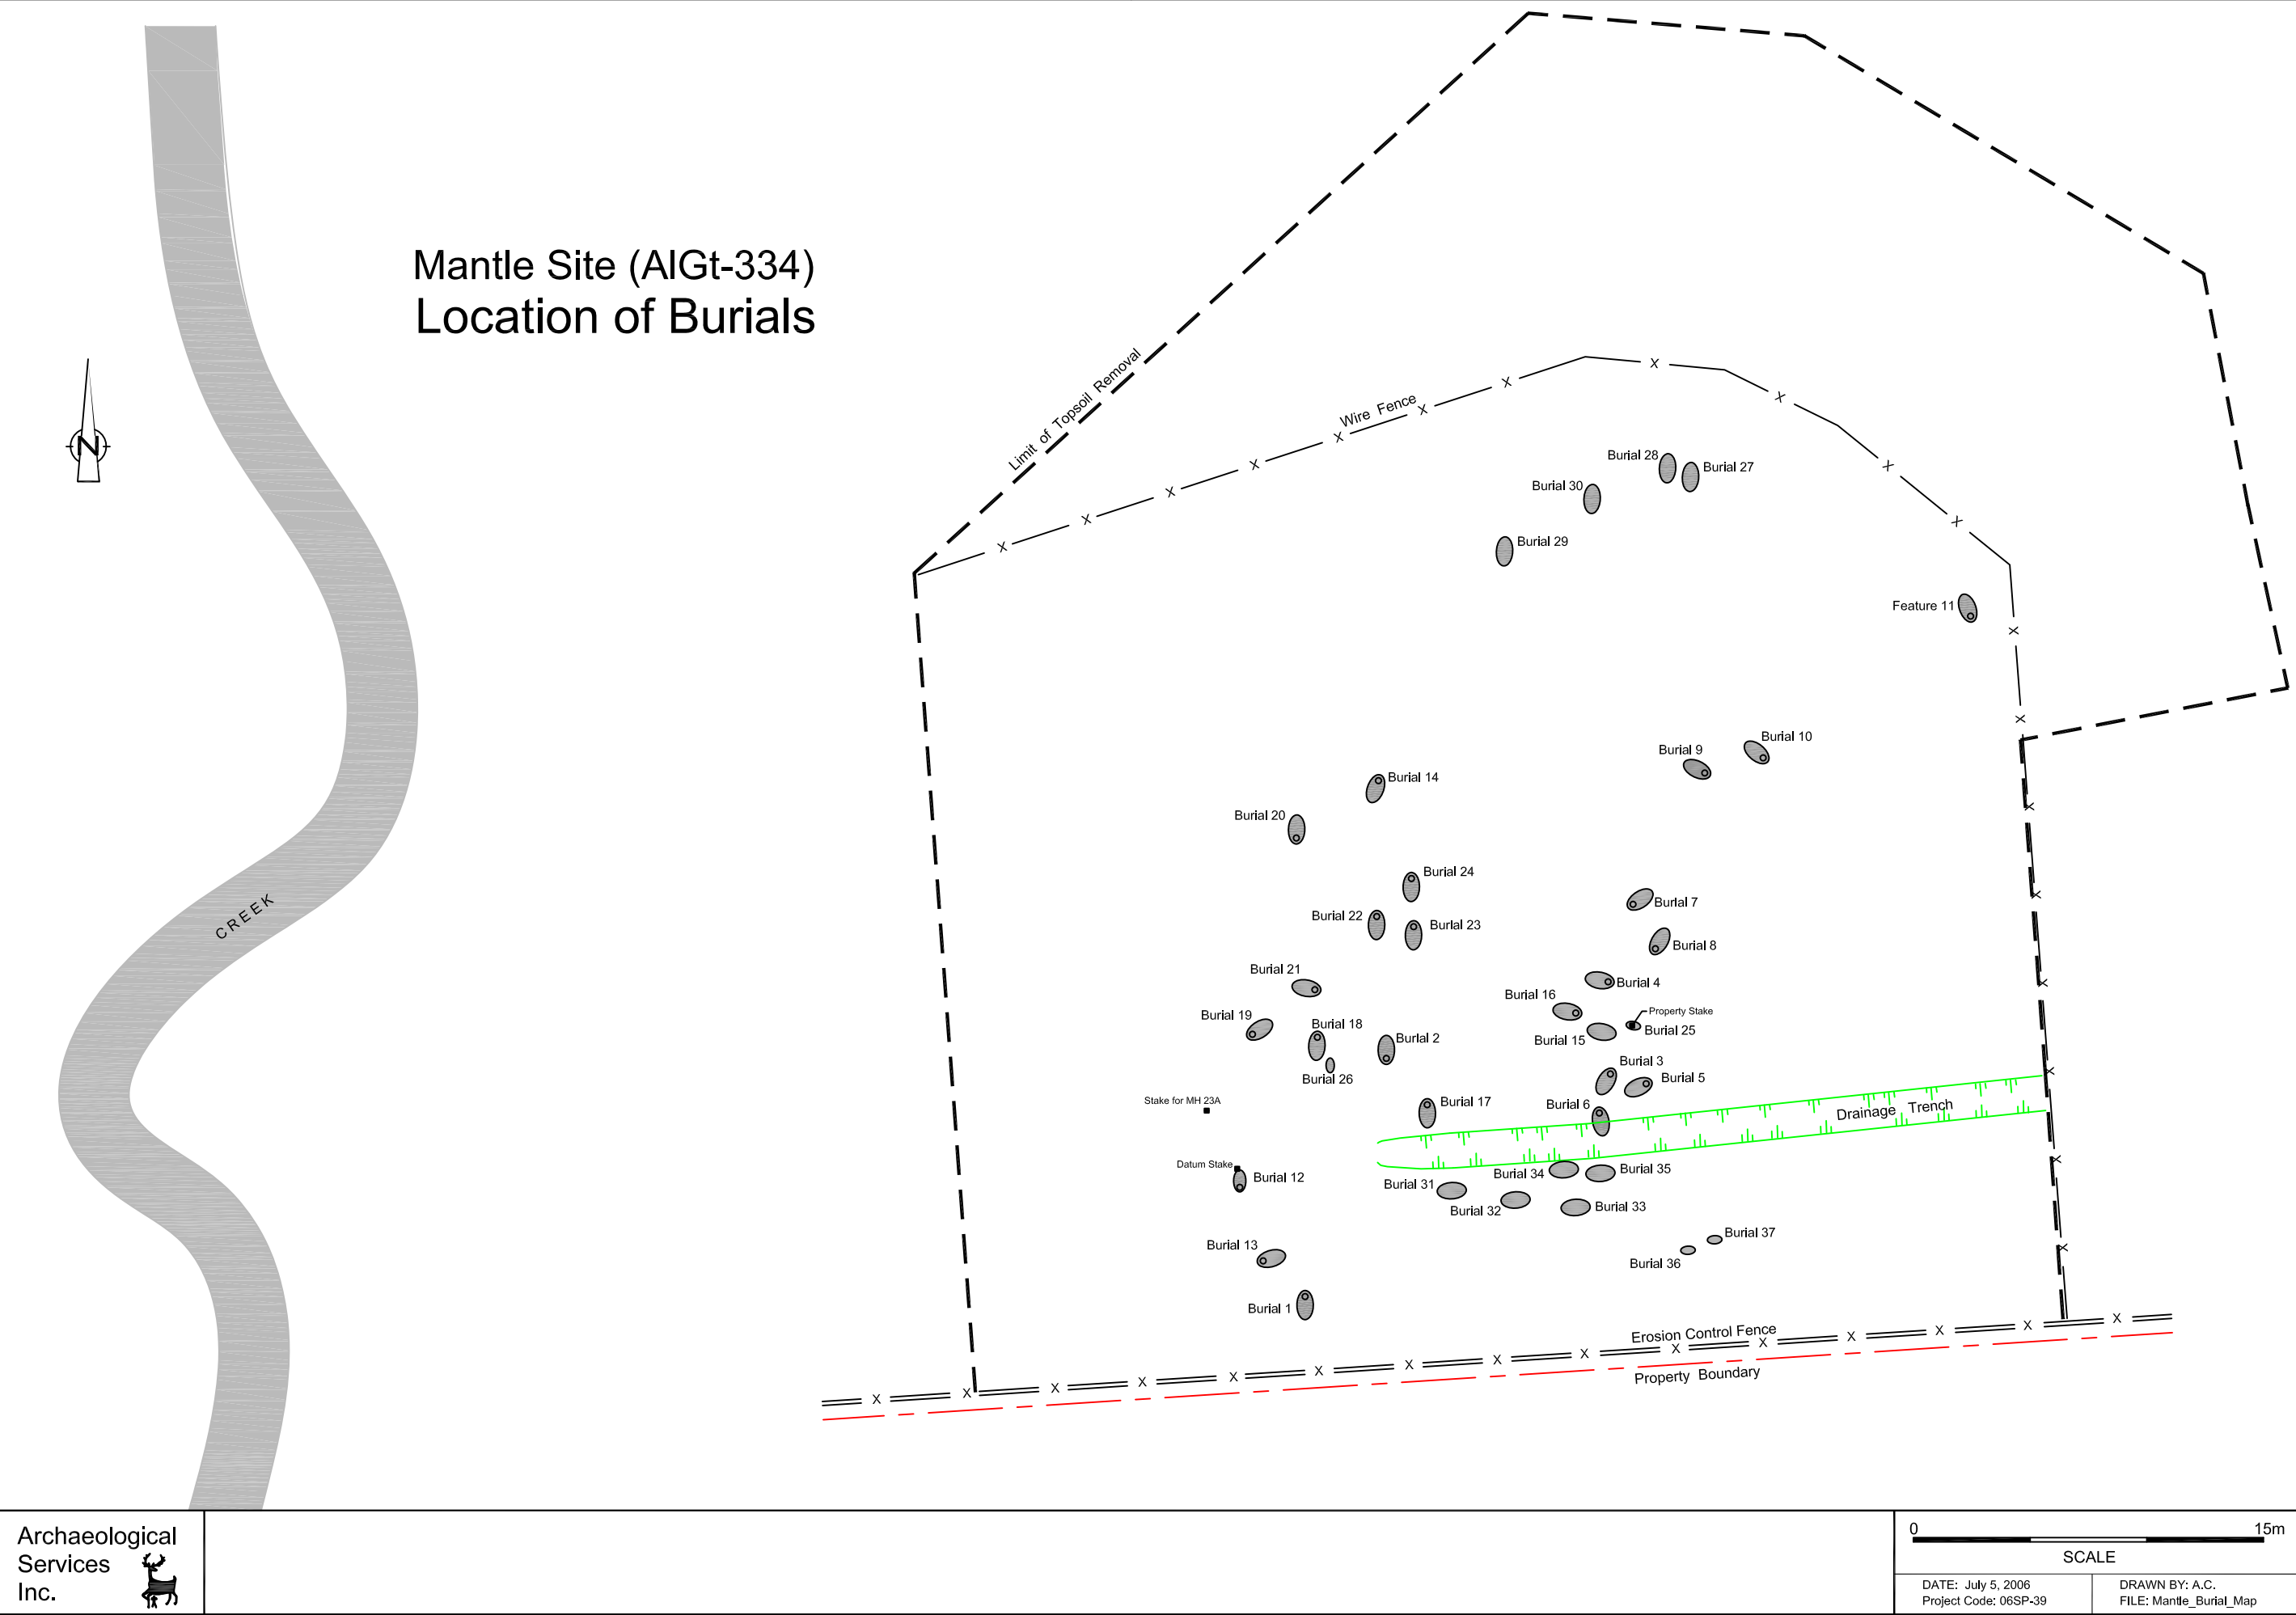 Mantle Site (AlGt-334)
Location of Burials
N
CREEK
Limit of Topsoil Removal
Wire Fence
Burial 28
Burial 27
Burial 30
Burial 29
Feature 11
Burial 10
Burial 9
Burial 14
Burial 20
Burial 24
Burial 7
Burial 22
Burial 23
Burial 8
Burial 21
Burial 4
Burial 16
Property Stake
Burial 19
Burial 18
Burial 25
Burial 2
Burial 15
Burial 3
Burial 26
Burial 5
Stake for MH 23A
Burial 17
Burial 6
Drainage Trench
Datum Stake
Burial 12
Burial 34
Burial 35
Burial 31
Burial 32
Burial 33
Burial 37
Burial 13
Burial 36
Burial 1
Erosion Control Fence
Property Boundary
Archaeological
Services
Inc.
0 15m
SCALE
DATE: July 5, 2006
Project Code: 06SP-39
DRAWN BY: A.C.
FILE: Mantle_Burial_Map